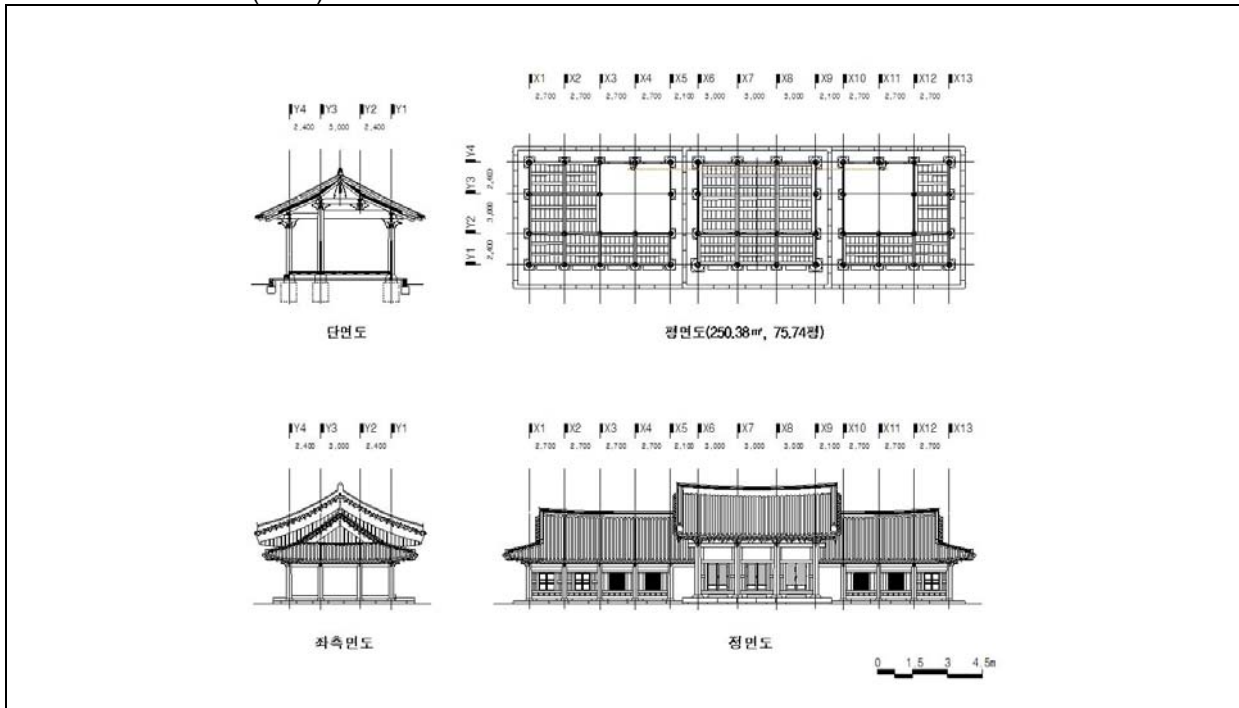 X1 X2 X3 X4 X5 X6 X7 X8 X9 X10 X11 X12 X13
2,700 2,700 2,700 2,700 2,100 3,000 3,000 3,000 2,100 2,700 2,700 2,700
Y4 Y3 Y2 Y1
2,400 3,000 2,400
Y4
2,400
Y3
3,000
Y2
2,400
Y1
단면도
평면도(250.38㎡, 75.74평)
Y4 Y3 Y2 Y1
2,400 3,000 2,400
X1 X2 X3 X4 X5 X6 X7 X8 X9 X10 X11 X12 X13
2,700 2,700 2,700 2,700 2,100 3,000 3,000 3,000 2,100 2,700 2,700 2,700
좌측면도
정면도
0 1.5 3 4.5m